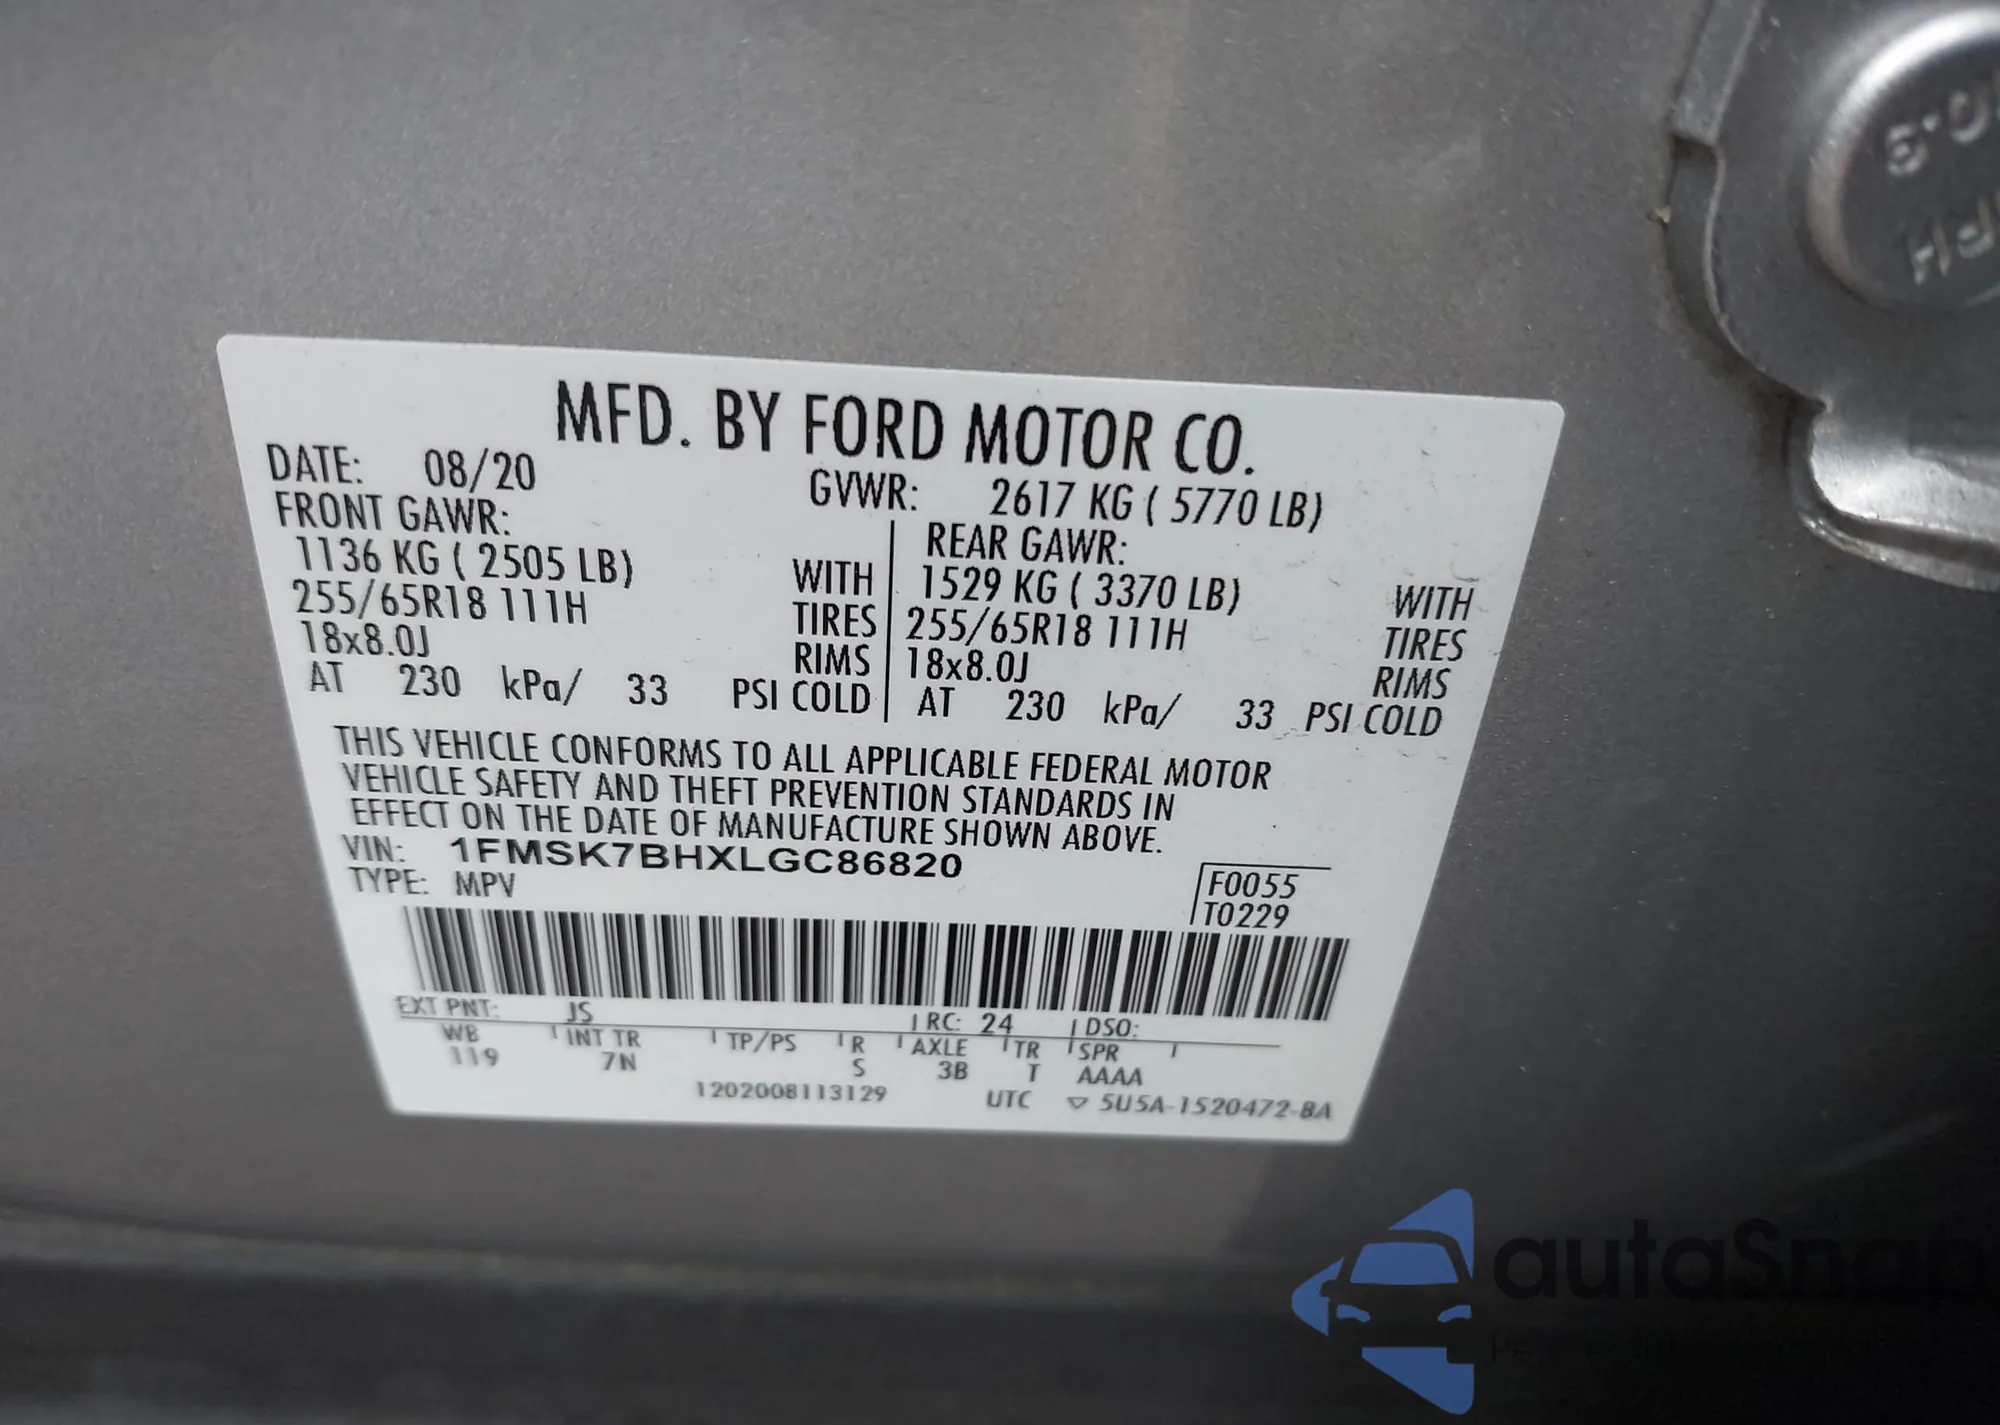 MFD. BY FORD MOTOR CO.
DATE: 08/20 GVWR: 2617 KG ( 5770 LB)
FRONT GAWR: REAR GAWR:
1136 KG ( 2505 LB) WITH 1529 KG ( 3370 LB) WITH
255/65R18 111H TIRES 255/65R18 111H TIRES
18x8.0J RIMS 18x8.0J RIMS
AT 230 kPa/ 33 PSI COLD AT 230 kPa/ 33 PSI COLD
THIS VEHICLE CONFORMS TO ALL APPLICABLE FEDERAL MOTOR
VEHICLE SAFETY AND THEFT PREVENTION STANDARDS IN
EFFECT ON THE DATE OF MANUFACTURE SHOWN ABOVE.
VIN: 1FMSK7BHXLGC86820
TYPE: MPV
F0055
T0229
EXT PNT: JS RC: 24 DSO:
WB INT TR TP/PS R AXLE TR SPR
119 7N S 3B T AAAA
1202008113129 UTC ▽ 5U5A-1520472-BA
autaSnap